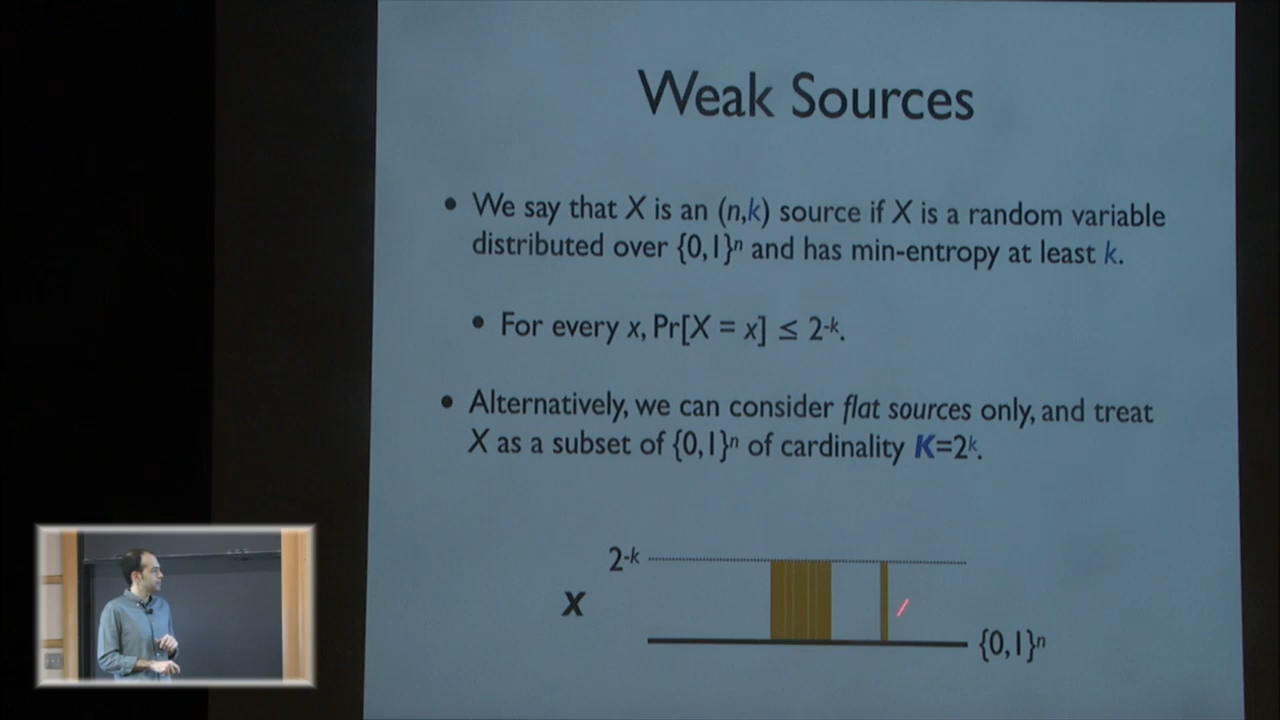 Weak Sources
• We say that X is an (n,k) source if X is a random variable
distributed over {0,1}ⁿ and has min-entropy at least k.
• For every x, Pr[X = x] ≤ 2⁻ᵏ.
• Alternatively, we can consider flat sources only, and treat
X as a subset of {0,1}ⁿ of cardinality K=2ᵏ.
2⁻ᵏ
X
{0,1}ⁿ